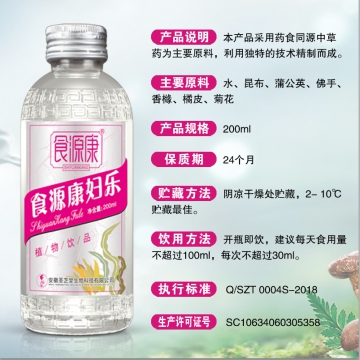 食源康
食源康妇乐
ShiyuanKang Fule
净含量:200ml
植物饮品
产品说明 本产品采用药食同源中草
药为主要原料，利用独特的技术精制而成。
主要原料 水、昆布、蒲公英、佛手、
香橼、橘皮、菊花
产品规格 200ml
保质期 24个月
贮藏方法 阴凉干燥处贮藏，2- 10℃
贮藏最佳。
饮用方法 开瓶即饮，建议每天食用量
不超过100ml，每次不超过30ml。
执行标准 Q/SZT 0004S-2018
生产许可证号 SC10634060305358